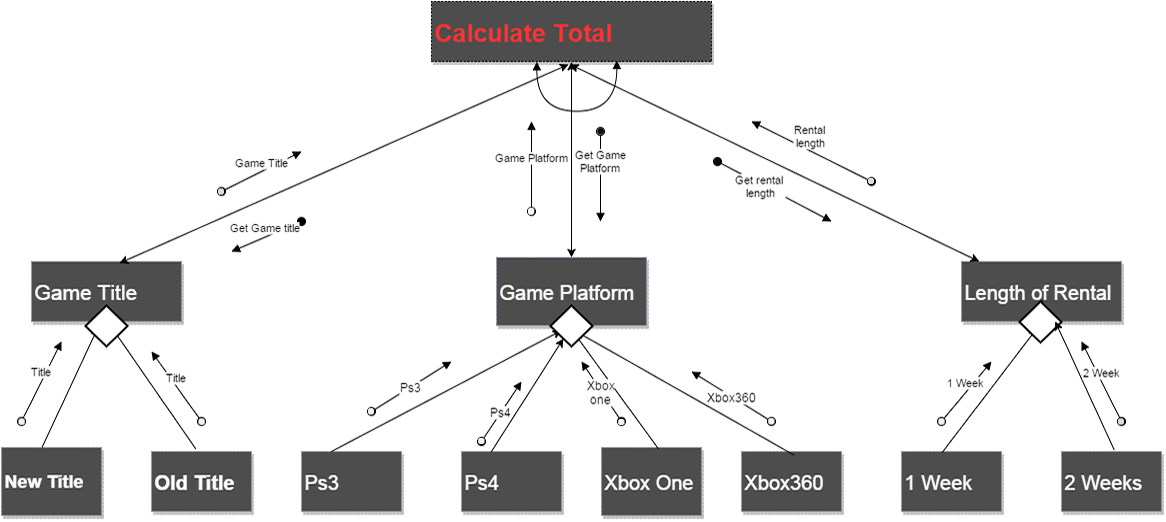 Calculate Total
Game Title
Game Platform
Get Game
Platform
Rental
length
Get rental
length
Get Game title
Game Title
Game Platform
Length of Rental
Title
Title
Ps3
Ps4
Xbox
one
Xbox360
1 Week
2 Week
New Title
Old Title
Ps3
Ps4
Xbox One
Xbox360
1 Week
2 Weeks